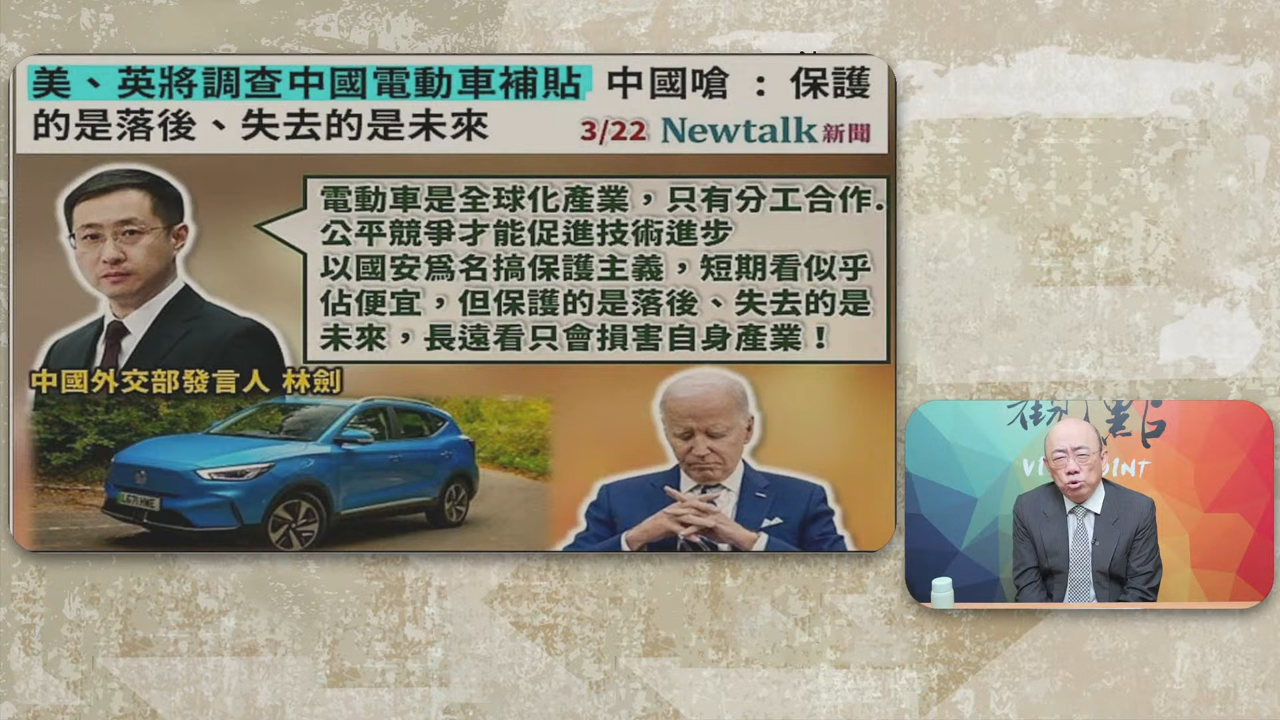 美、英將調查中國電動車補貼 中國嗆:保護
的是落後、失去的是未來 3/22 Newtalk新聞
電動車是全球化產業,只有分工合作.
公平競爭才能促進技術進步
以國安為名搞保護主義,短期看似乎
佔便宜,但保護的是落後、失去的是
未來,長遠看只會損害自身產業!
中國外交部發言人 林劍
觀點